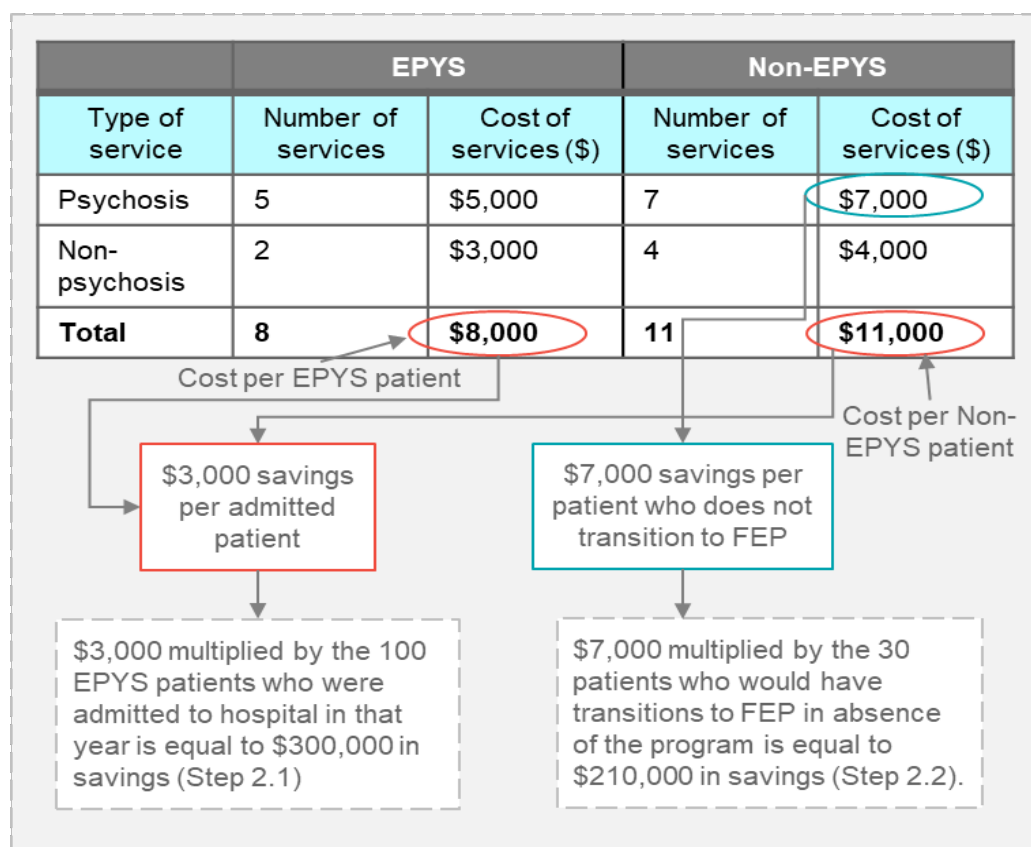 EPYS Non-EPYS
Type of service Number of services Cost of services ($) Number of services Cost of services ($)
Psychosis 5 $5,000 7 $7,000
Non-psychosis 2 $3,000 4 $4,000
Total 8 $8,000 11 $11,000
Cost per EPYS patient
Cost per Non-
EPYS patient
$3,000 savings
per admitted
patient
$7,000 savings per
patient who does not
transition to FEP
$3,000 multiplied by the 100
EPYS patients who were
admitted to hospital in that
year is equal to $300,000 in
savings (Step 2.1)
$7,000 multiplied by the 30
patients who would have
transitions to FEP in absence
of the program is equal to
$210,000 in savings (Step 2.2).